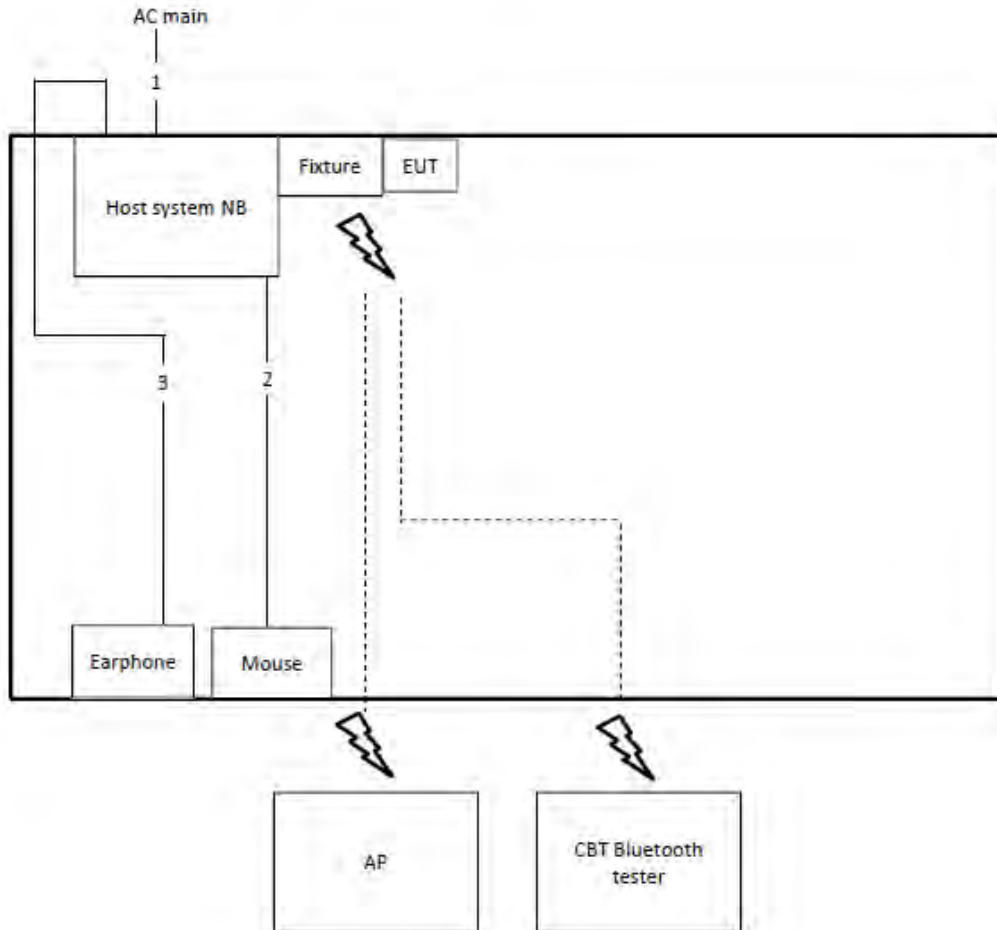 AC main
1
Fixture
EUT
Host system NB
3
2
Earphone
Mouse
AP
CBT Bluetooth
tester